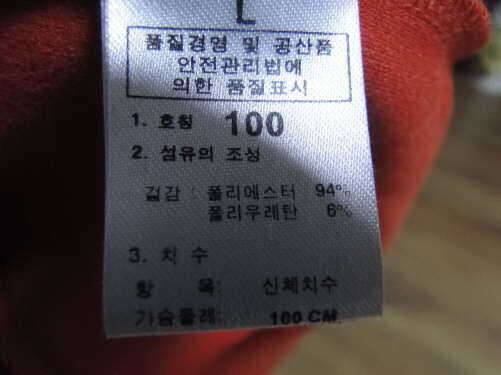 L
품질경영 및 공산품
안전관리법에
의한 품질표시
1. 호칭 100
2. 섬유의 조성
겉감 : 폴리에스터 94%
폴리우레탄 6%
3. 치 수
항 목: 신체치수
가슴둘레: 100 CM.